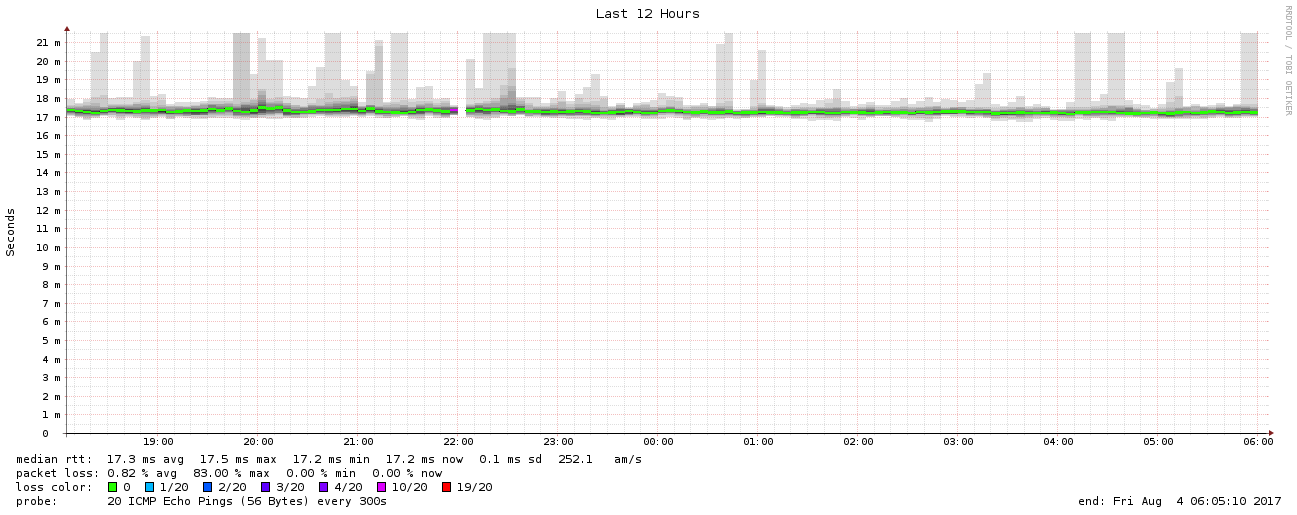 Last 12 Hours
RRDTOOL / TOBI OETIKER
Seconds
21 m
20 m
19 m
18 m
17 m
16 m
15 m
14 m
13 m
12 m
11 m
10 m
9 m
8 m
7 m
6 m
5 m
4 m
3 m
2 m
1 m
0
19:00 20:00 21:00 22:00 23:00 00:00 01:00 02:00 03:00 04:00 05:00 06:00
median rtt: 17.3 ms avg 17.5 ms max 17.2 ms min 17.2 ms now 0.1 ms sd 252.1 am/s
packet loss: 0.82 % avg 83.00 % max 0.00 % min 0.00 % now
loss color: 0 1/20 2/20 3/20 4/20 10/20 19/20
probe: 20 ICMP Echo Pings (56 Bytes) every 300s end: Fri Aug 4 06:05:10 2017